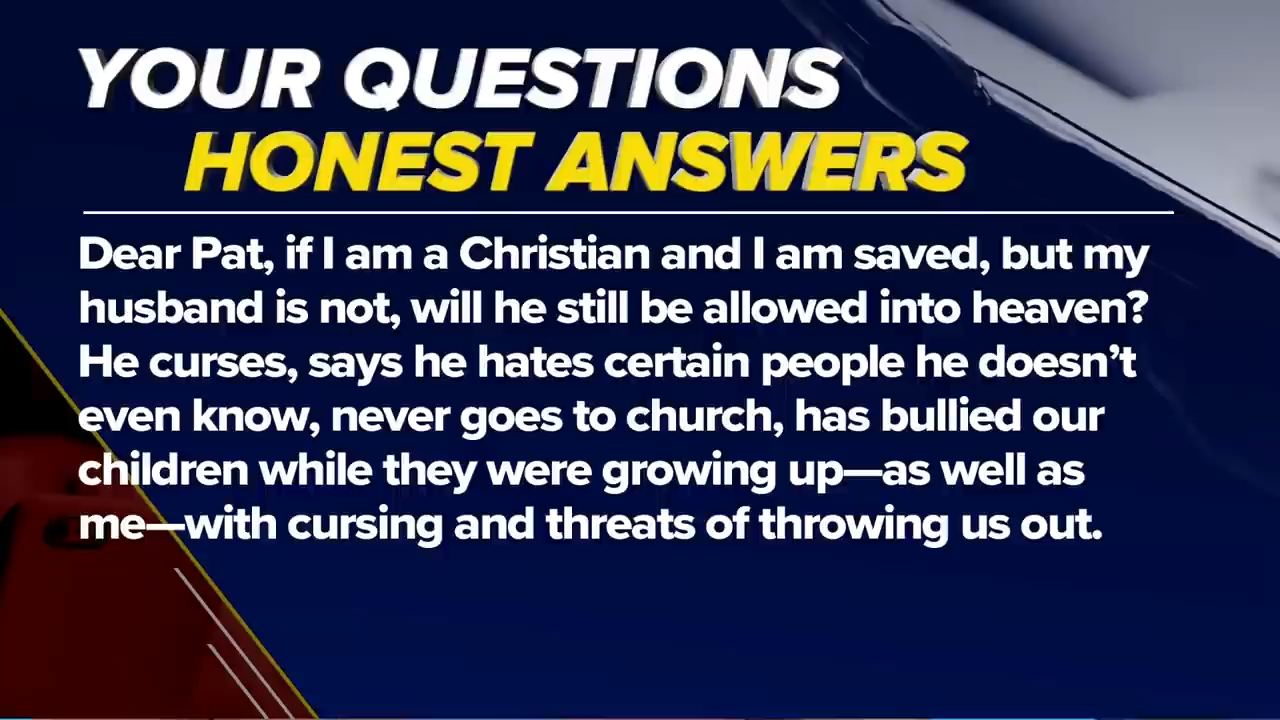 YOUR QUESTIONS
HONEST ANSWERS
Dear Pat, if I am a Christian and I am saved, but my
husband is not, will he still be allowed into heaven?
He curses, says he hates certain people he doesn’t
even know, never goes to church, has bullied our
children while they were growing up—as well as
me—with cursing and threats of throwing us out.